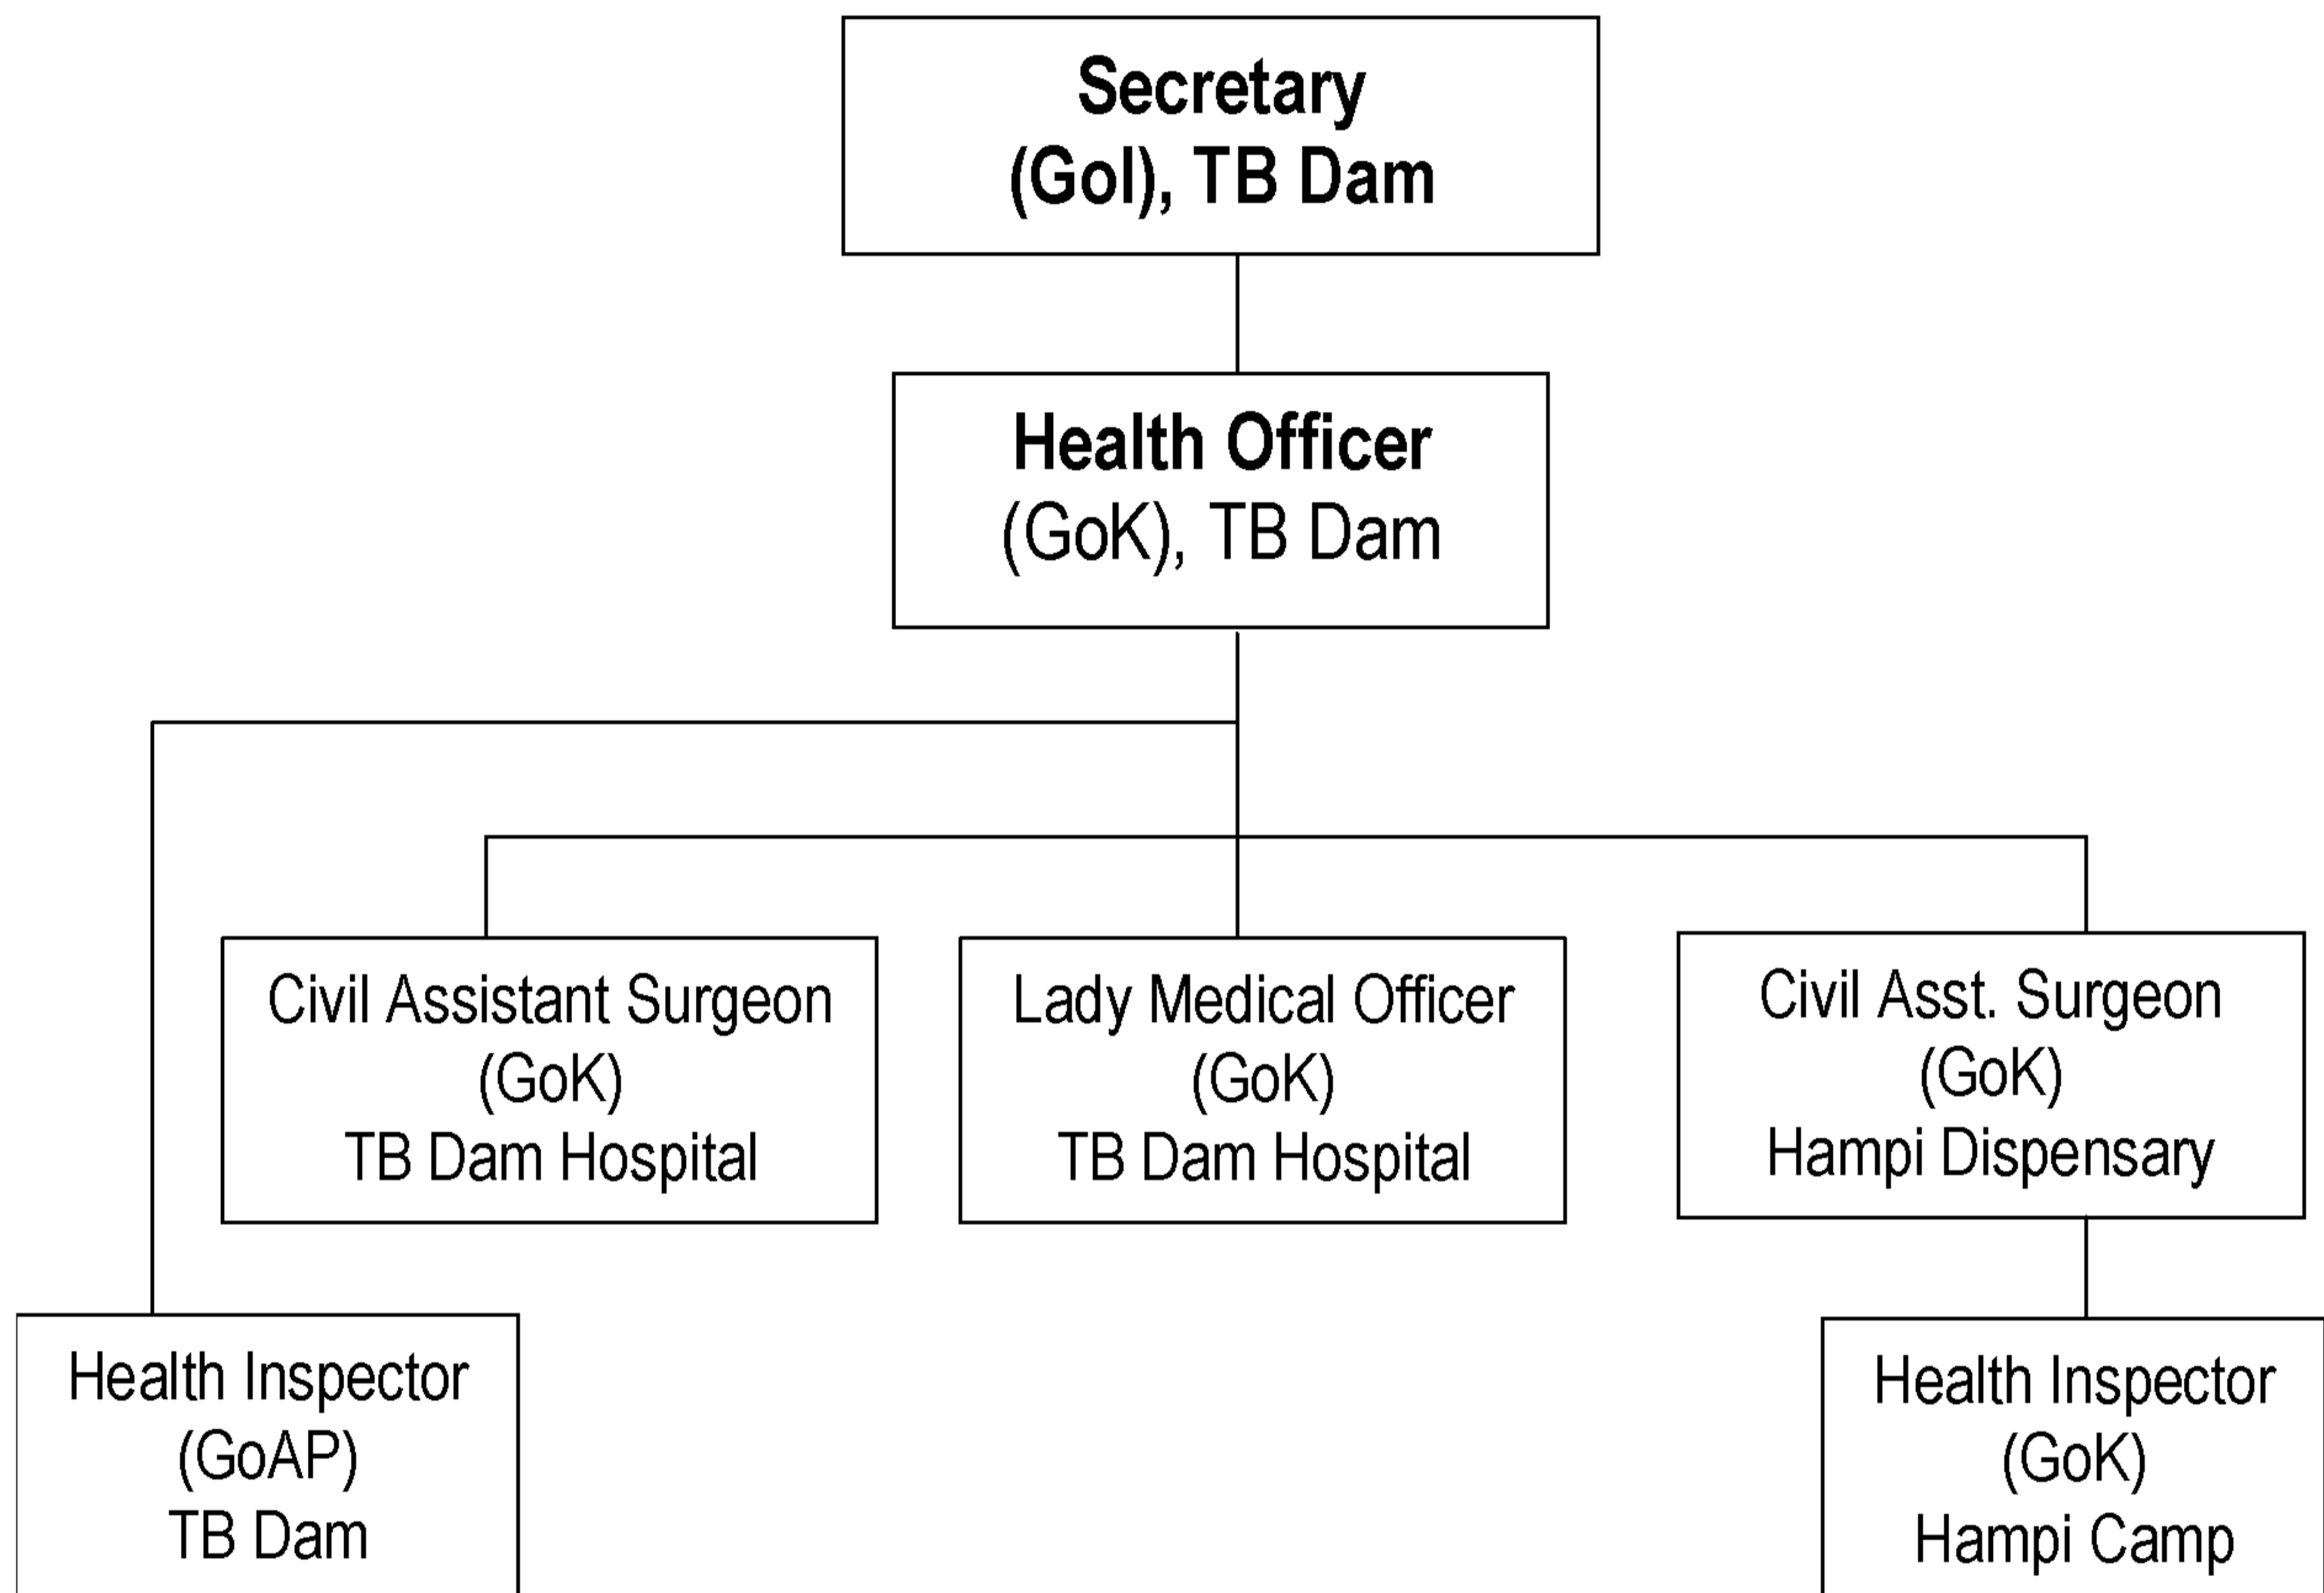 Secretary
(GoI), TB Dam
Health Officer
(GoK), TB Dam
Civil Assistant Surgeon
(GoK)
TB Dam Hospital
Lady Medical Officer
(GoK)
TB Dam Hospital
Civil Asst. Surgeon
(GoK)
Hampi Dispensary
Health Inspector
(GoAP)
TB Dam
Health Inspector
(GoK)
Hampi Camp